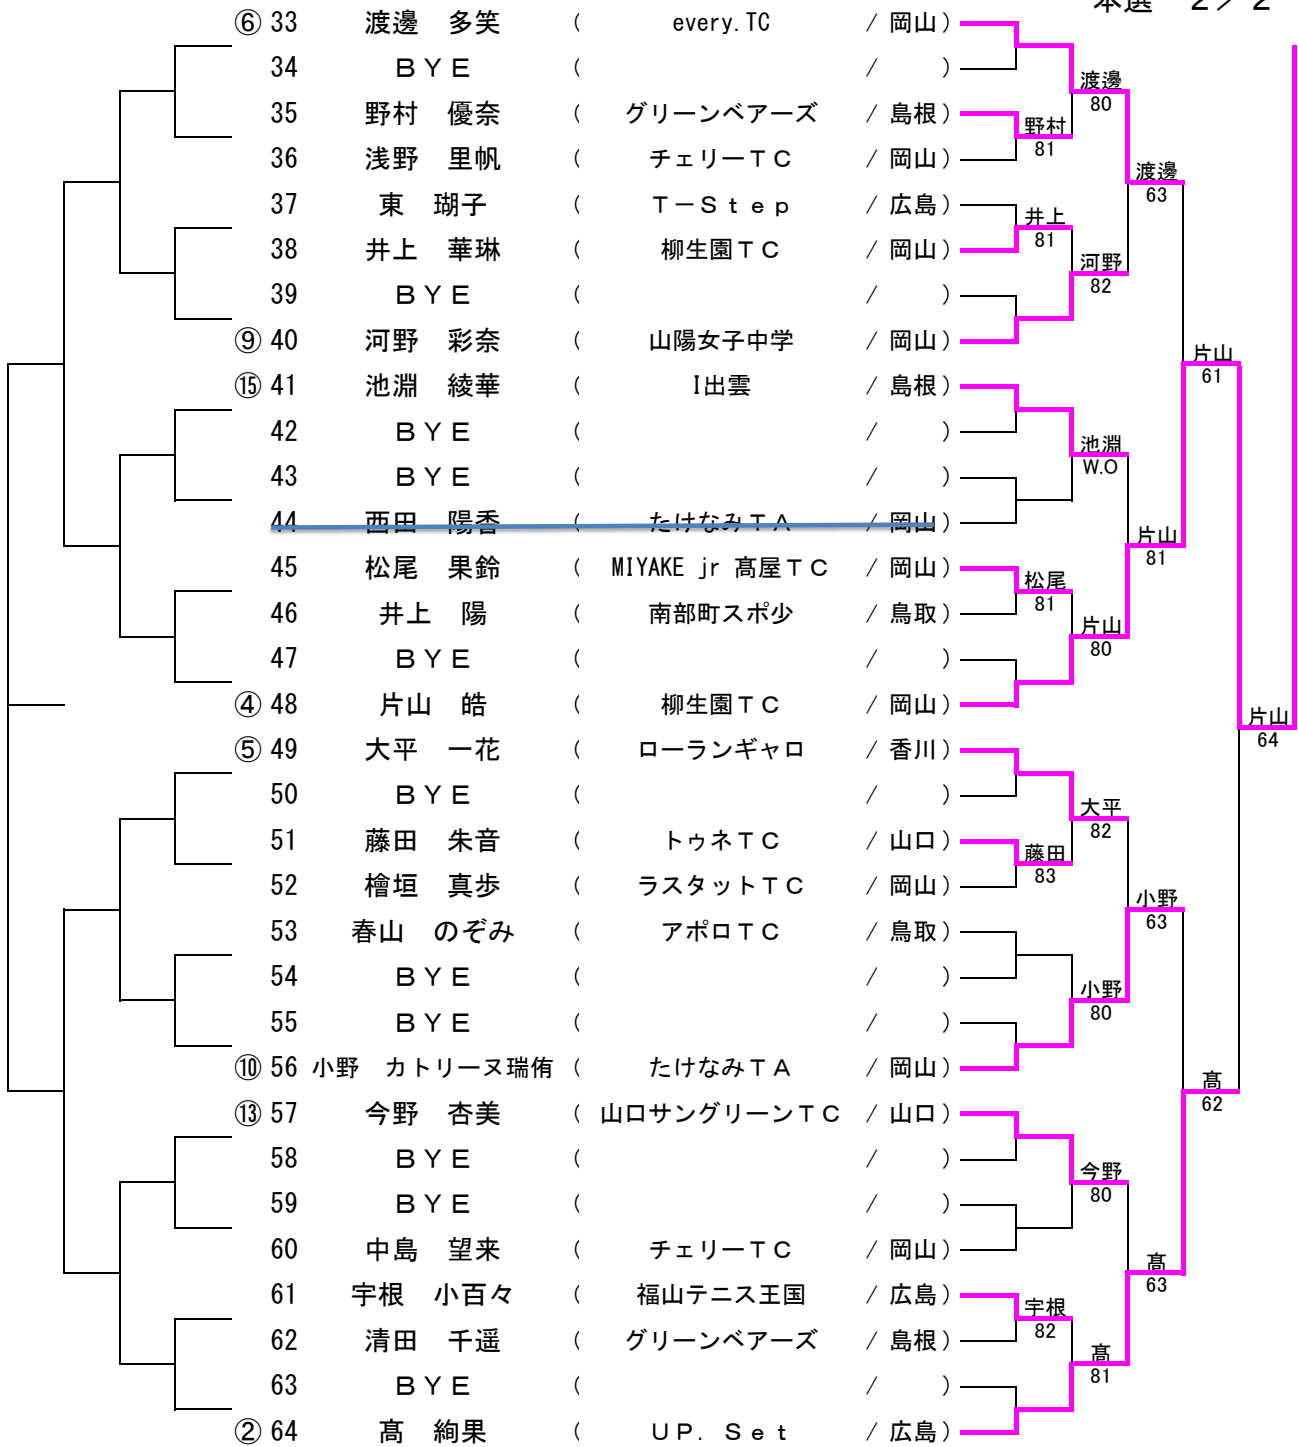 本選 2／2
⑥ 33 渡邊 多笑 ( every.TC / 岡山 )
34 ＢＹＥ ( / )
渡邊
80
35 野村 優奈 ( グリーンベアーズ / 島根 )
野村
81
36 浅野 里帆 ( チェリーＴＣ / 岡山 )
渡邊
63
37 東 瑚子 ( Ｔ－Ｓｔｅｐ / 広島 )
井上
81
38 井上 華琳 ( 柳生園ＴＣ / 岡山 )
河野
82
39 ＢＹＥ ( / )
⑨ 40 河野 彩奈 ( 山陽女子中学 / 岡山 )
片山
61
⑮ 41 池淵 綾華 ( I出雲 / 島根 )
42 ＢＹＥ ( / )
池淵
W.O
43 ＢＹＥ ( / )
44 西田 陽香 ( たけなみＴＡ / 岡山 )
片山
81
45 松尾 果鈴 ( MIYAKE jr 髙屋ＴＣ / 岡山 )
松尾
81
46 井上 陽 ( 南部町スポ少 / 鳥取 )
片山
80
47 ＢＹＥ ( / )
④ 48 片山 皓 ( 柳生園ＴＣ / 岡山 )
片山
64
⑤ 49 大平 一花 ( ローランギャロ / 香川 )
50 ＢＹＥ ( / )
大平
82
51 藤田 朱音 ( トゥネＴＣ / 山口 )
藤田
83
52 檜垣 真歩 ( ラスタットＴＣ / 岡山 )
小野
63
53 春山 のぞみ ( アポロＴＣ / 鳥取 )
54 ＢＹＥ ( / )
小野
80
55 ＢＹＥ ( / )
⑩ 56 小野 カトリーヌ瑞侑 ( たけなみＴＡ / 岡山 )
髙
62
⑬ 57 今野 杏美 ( 山口サングリーンＴＣ / 山口 )
58 ＢＹＥ ( / )
今野
80
59 ＢＹＥ ( / )
60 中島 望来 ( チェリーＴＣ / 岡山 )
髙
63
61 宇根 小百々 ( 福山テニス王国 / 広島 )
宇根
82
62 清田 千遥 ( グリーンベアーズ / 島根 )
髙
81
63 ＢＹＥ ( / )
② 64 髙 絢果 ( ＵＰ．Ｓｅｔ / 広島 )